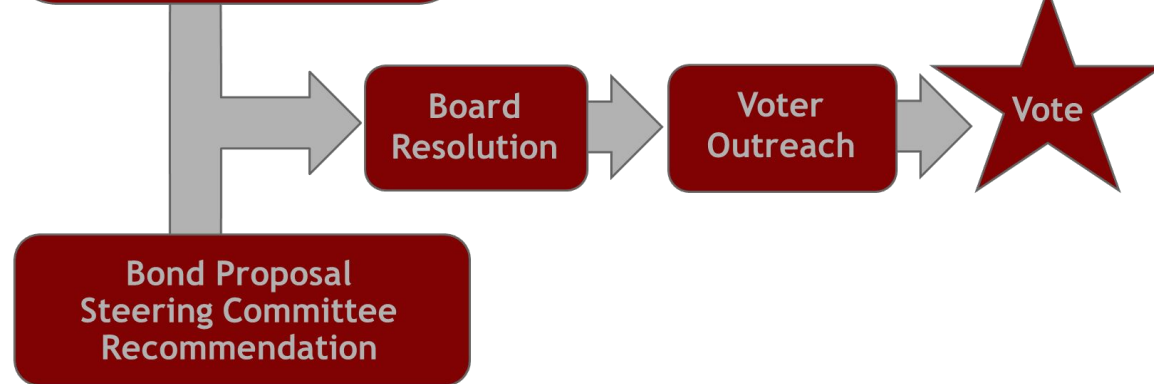 Board
Resolution
Voter
Outreach
Vote
Bond Proposal
Steering Committee
Recommendation